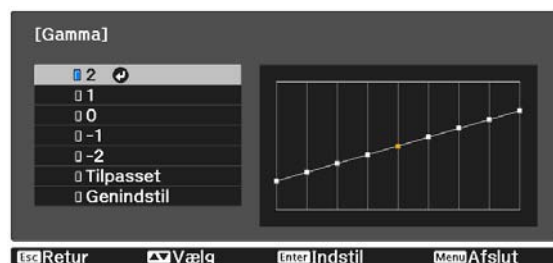 [Gamma]
2
1
0
-1
-2
Tilpasset
Genindstil
Esc Retur Vælg Enter Indstil Menu Afslut